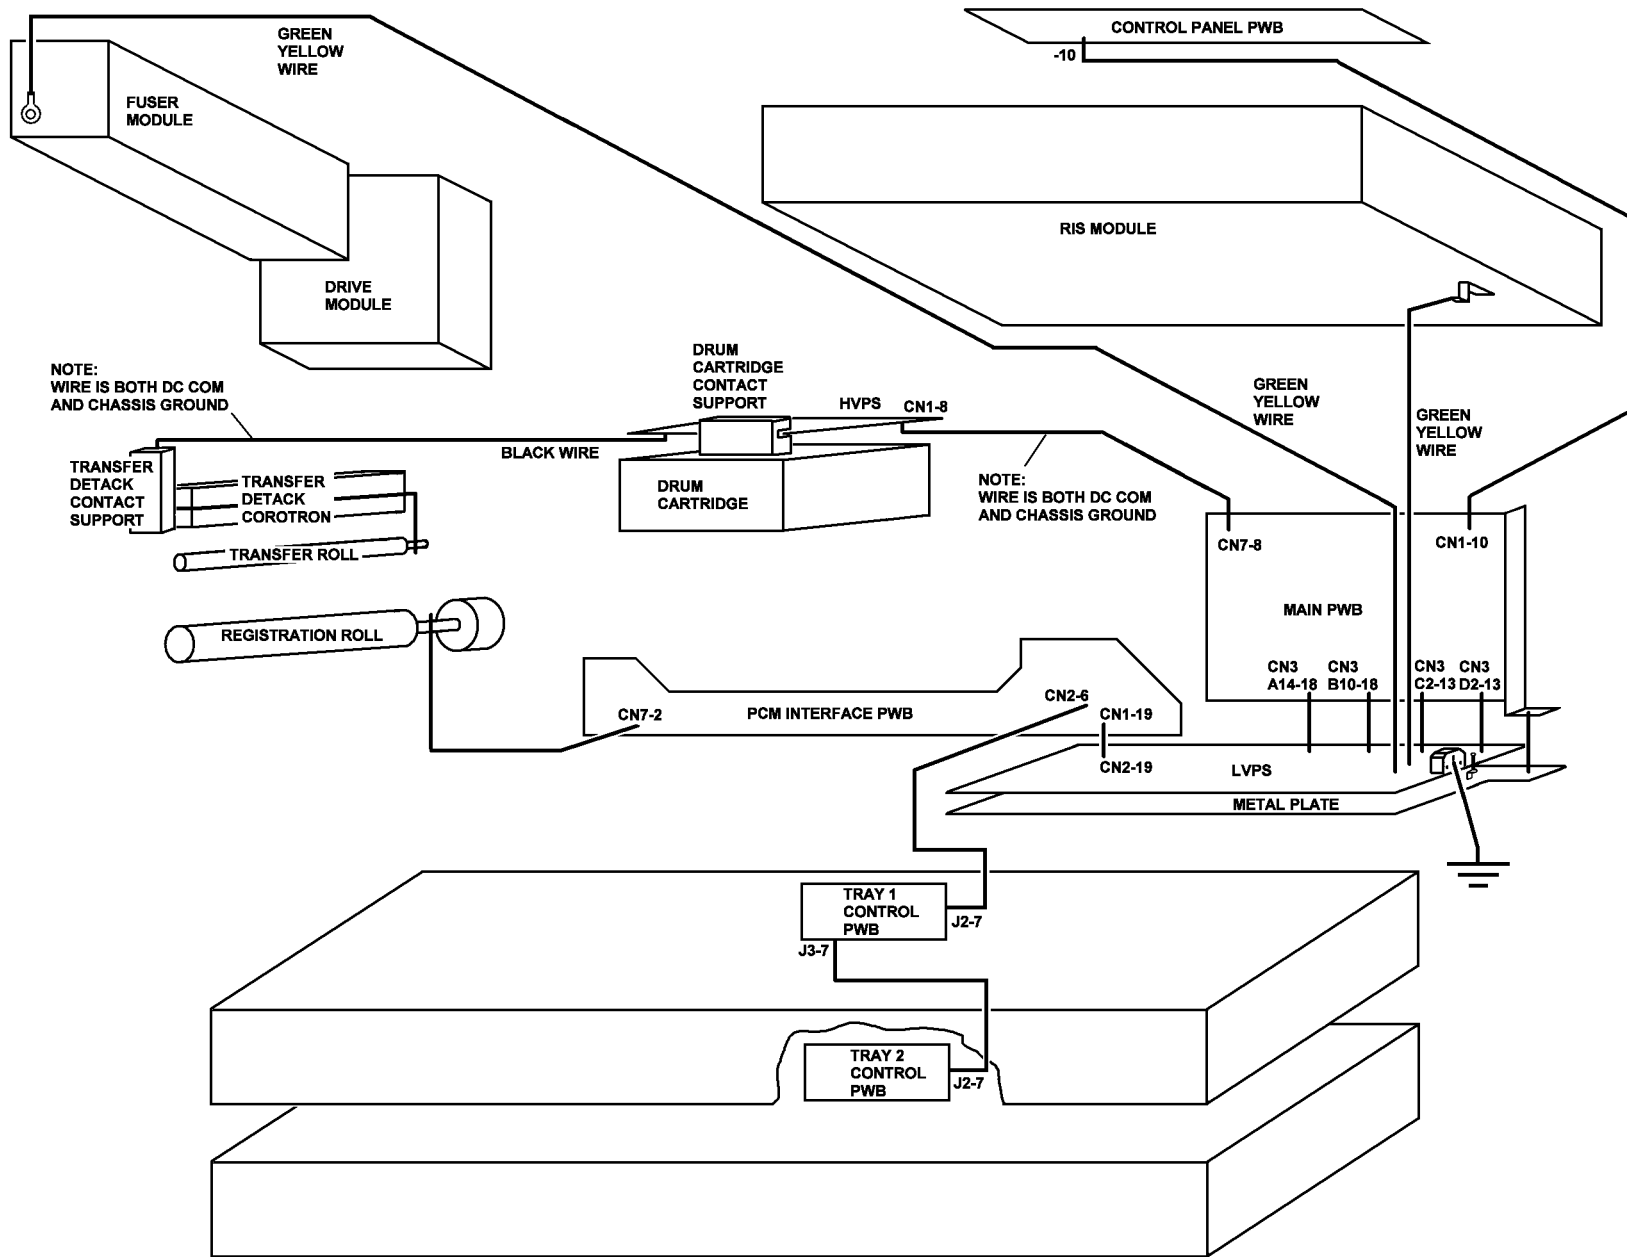 GREEN
YELLOW
WIRE
CONTROL PANEL PWB
-10
FUSER
MODULE
RIS MODULE
DRIVE
MODULE
NOTE:
WIRE IS BOTH DC COM
AND CHASSIS GROUND
DRUM
CARTRIDGE
CONTACT
SUPPORT
HVPS
CN1-8
BLACK WIRE
GREEN
YELLOW
WIRE
GREEN
YELLOW
WIRE
TRANSFER
DETACK
CONTACT
SUPPORT
TRANSFER
DETACK
COROTRON
DRUM
CARTRIDGE
NOTE:
WIRE IS BOTH DC COM
AND CHASSIS GROUND
TRANSFER ROLL
CN7-8
CN1-10
MAIN PWB
REGISTRATION ROLL
CN3
A14-18
CN3
B10-18
CN3
C2-13
CN3
D2-13
CN7-2
PCM INTERFACE PWB
CN2-6
CN1-19
CN2-19
LVPS
METAL PLATE
TRAY 1
CONTROL
PWB
J2-7
J3-7
TRAY 2
CONTROL
PWB
J2-7